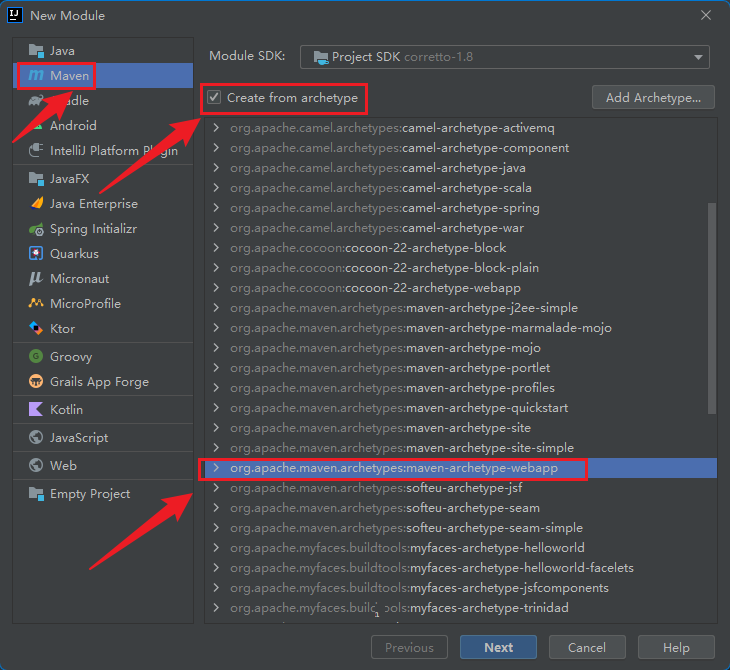 New Module
Java
Maven
dle
Android
IntelliJ Platform Plugin
JavaFX
Java Enterprise
Spring Initializr
Quarkus
Micronaut
MicroProfile
Ktor
Groovy
Grails App Forge
Kotlin
JavaScript
Web
Empty Project
Module SDK: Project SDK corretto-1.8
Create from archetype Add Archetype...
org.apache.camel.archetypes:camel-archetype-activemq
org.apache.camel.archetypes:camel-archetype-component
org.apache.camel.archetypes:camel-archetype-java
org.apache.camel.archetypes:camel-archetype-scala
org.apache.camel.archetypes:camel-archetype-spring
org.apache.camel.archetypes:camel-archetype-war
org.apache.cocoon:cocoon-22-archetype-block
org.apache.cocoon:cocoon-22-archetype-block-plain
org.apache.cocoon:cocoon-22-archetype-webapp
org.apache.maven.archetypes:maven-archetype-j2ee-simple
org.apache.maven.archetypes:maven-archetype-marmalade-mojo
org.apache.maven.archetypes:maven-archetype-mojo
org.apache.maven.archetypes:maven-archetype-portlet
org.apache.maven.archetypes:maven-archetype-profiles
org.apache.maven.archetypes:maven-archetype-quickstart
org.apache.maven.archetypes:maven-archetype-site
org.apache.maven.archetypes:maven-archetype-site-simple
org.apache.maven.archetypes:maven-archetype-webapp
org.apache.maven.archetypes:softeu-archetype-jsf
org.apache.maven.archetypes:softeu-archetype-seam
org.apache.maven.archetypes:softeu-archetype-seam-simple
org.apache.myfaces.buildtools:myfaces-archetype-helloworld
org.apache.myfaces.buildtools:myfaces-archetype-helloworld-facelets
org.apache.myfaces.buildtools:myfaces-archetype-jsfcomponents
org.apache.myfaces.buildtools:myfaces-archetype-trinidad
Previous Next Cancel Help